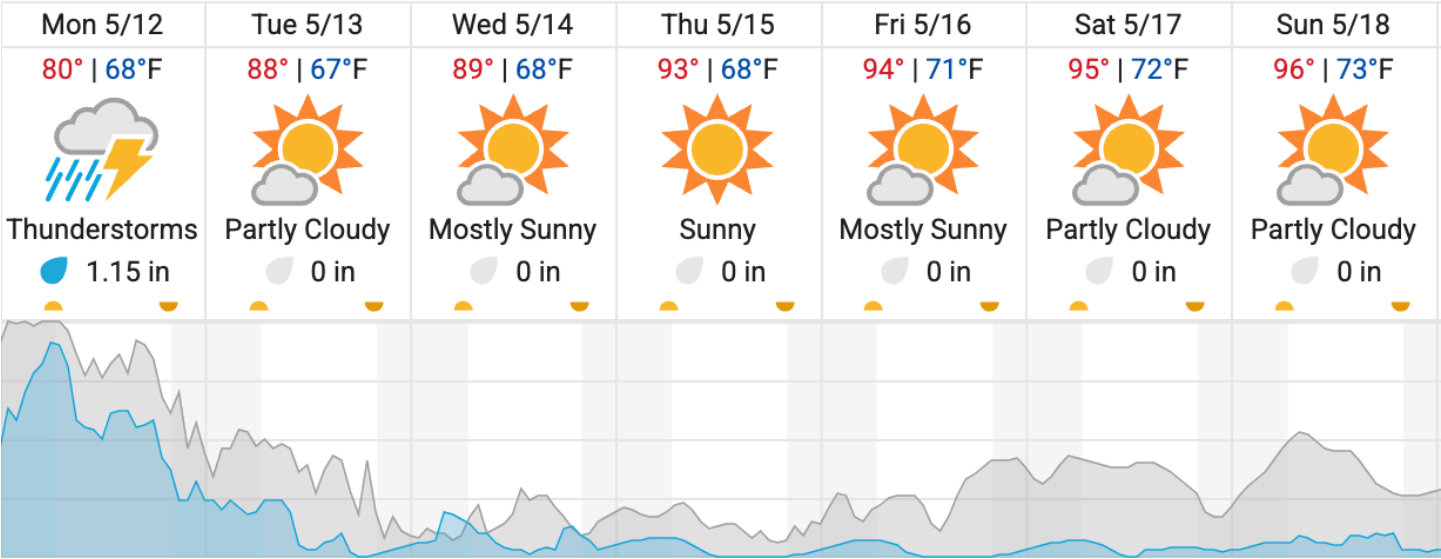 Mon 5/12 Tue 5/13 Wed 5/14 Thu 5/15 Fri 5/16 Sat 5/17 Sun 5/18
80° | 68°F 88° | 67°F 89° | 68°F 93° | 68°F 94° | 71°F 95° | 72°F 96° | 73°F
Thunderstorms Partly Cloudy Mostly Sunny Sunny Mostly Sunny Partly Cloudy Partly Cloudy
1.15 in 0 in 0 in 0 in 0 in 0 in 0 in